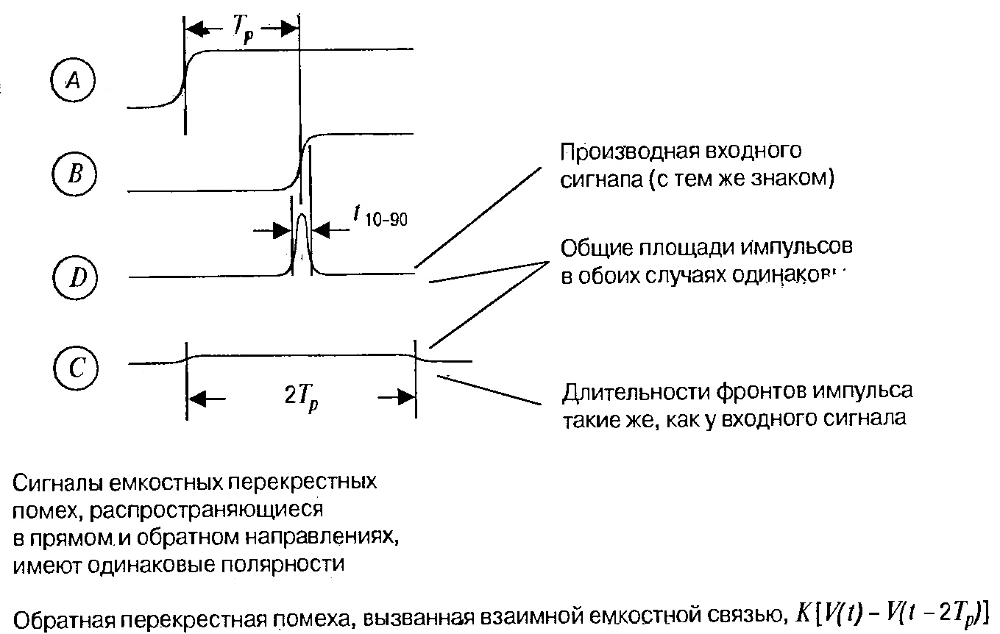 T_p
A
B
Производная входного
сигнапа (с тем же знаком)
t 10–90
Общие площади импульсов
в обоих случаях одинаковы
D
C
2T_p
Длительности фронтов импульса
такие же, как у входного сигнала
Сигналы емкостных перекрестных
помех, распространяющиеся
в прямом и обратном направлениях,
имеют одинаковые полярности
Обратная перекрестная помеха, вызванная взаимной емкостной связью, K[V(t) – V(t – 2T_p)]